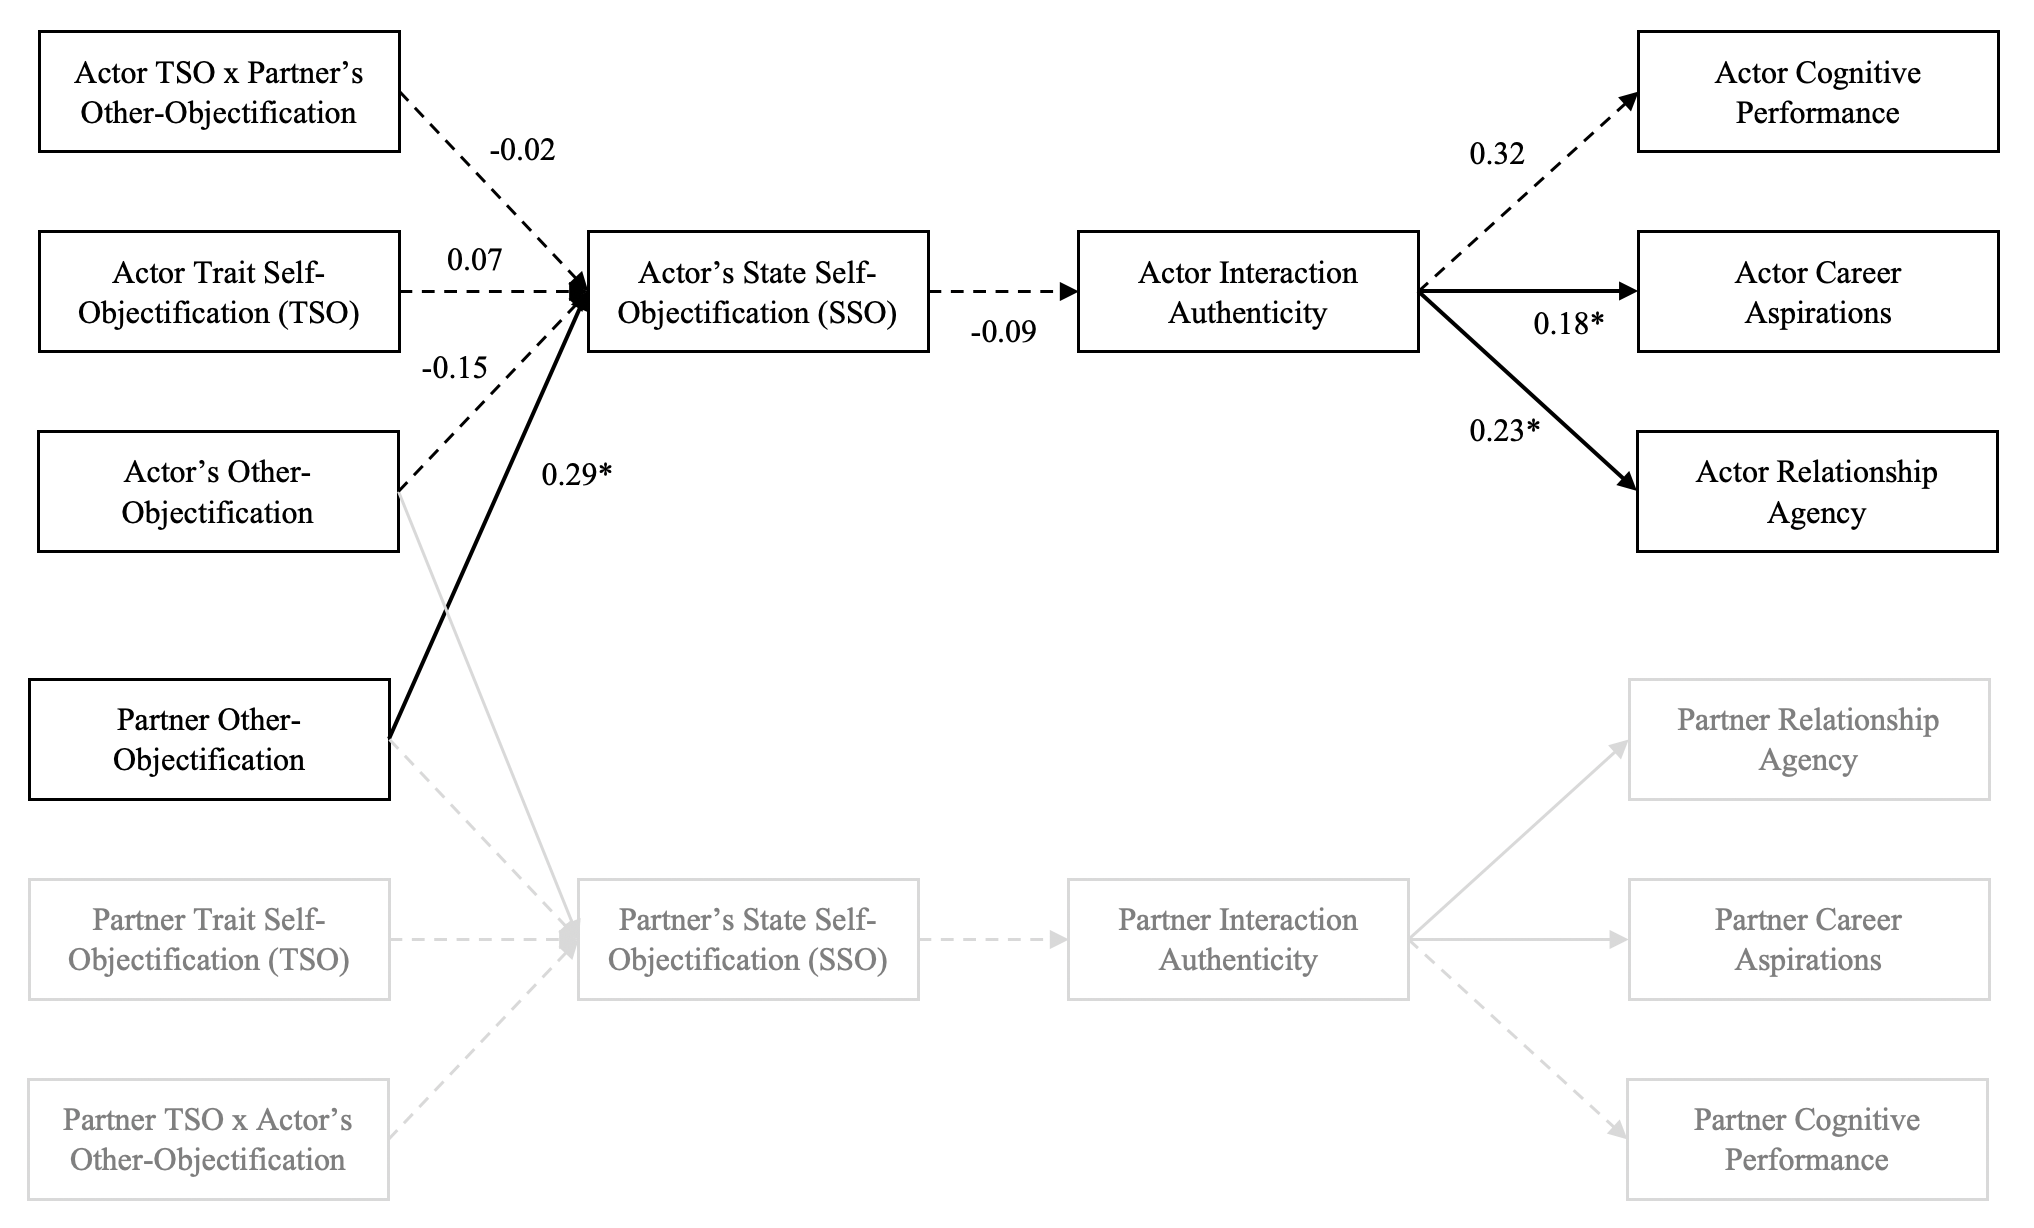 Actor TSO x Partner’s
Other-Objectification
Actor Cognitive
Performance
-0.02
0.32
Actor Trait Self-
Objectification (TSO)
0.07
Actor’s State Self-
Objectification (SSO)
-0.09
Actor Interaction
Authenticity
Actor Career
Aspirations
0.18*
-0.15
0.23*
Actor’s Other-
Objectification
0.29*
Actor Relationship
Agency
Partner Other-
Objectification
Partner Relationship
Agency
Partner Trait Self-
Objectification (TSO)
Partner’s State Self-
Objectification (SSO)
Partner Interaction
Authenticity
Partner Career
Aspirations
Partner TSO x Actor’s
Other-Objectification
Partner Cognitive
Performance